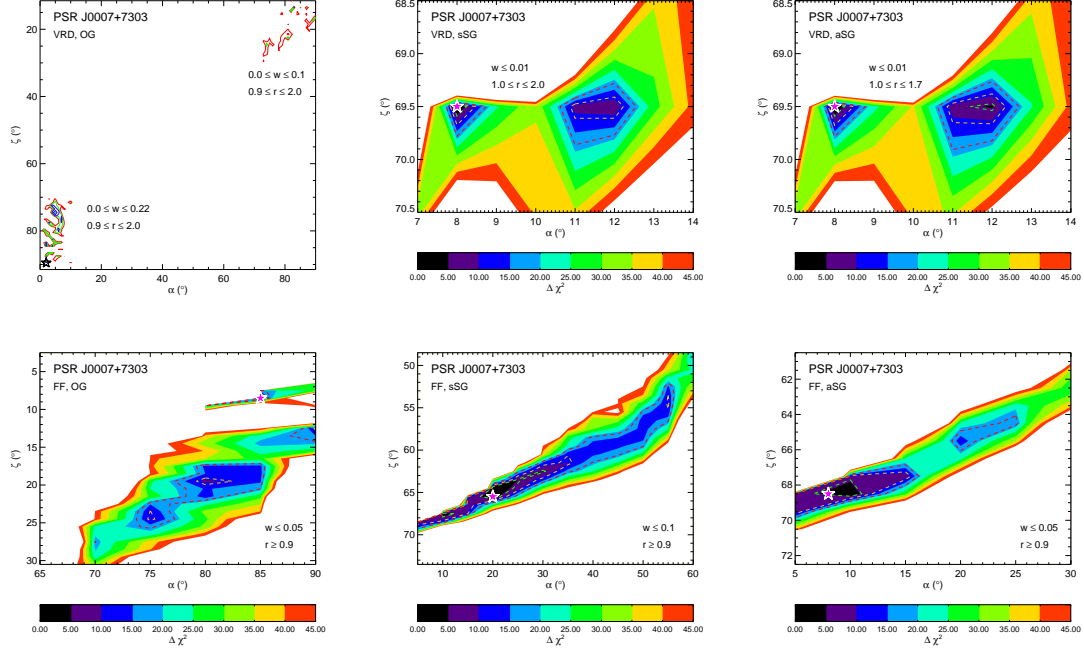 PSR J0007+7303
VRD, OG
0.0 ≤ w ≤ 0.1
0.9 ≤ r ≤ 2.0
0.0 ≤ w ≤ 0.22
0.9 ≤ r ≤ 2.0
ζ (°)
20
40
60
80
0 20 40 60 80
α (°)
PSR J0007+7303
VRD, sSG
w ≤ 0.01
1.0 ≤ r ≤ 2.0
ζ (°)
68.5
69.0
69.5
70.0
70.5
7 8 9 10 11 12 13 14
α (°)
0.00 5.00 10.00 15.00 20.00 25.00 30.00 35.00 40.00 45.00
Δ χ²
PSR J0007+7303
VRD, aSG
w ≤ 0.01
1.0 ≤ r ≤ 1.7
ζ (°)
68.5
69.0
69.5
70.0
70.5
7 8 9 10 11 12 13 14
α (°)
0.00 5.00 10.00 15.00 20.00 25.00 30.00 35.00 40.00 45.00
Δ χ²
PSR J0007+7303
FF, OG
w ≤ 0.05
r ≥ 0.9
ζ (°)
5
10
15
20
25
30
65 70 75 80 85 90
α (°)
0.00 5.00 10.00 15.00 20.00 25.00 30.00 35.00 40.00 45.00
Δ χ²
PSR J0007+7303
FF, sSG
w ≤ 0.1
r ≥ 0.9
ζ (°)
50
55
60
65
70
10 20 30 40 50 60
α (°)
0.00 5.00 10.00 15.00 20.00 25.00 30.00 35.00 40.00 45.00
Δ χ²
PSR J0007+7303
FF, aSG
w ≤ 0.05
r ≥ 0.9
ζ (°)
62
64
66
68
70
72
5 10 15 20 25 30
α (°)
0.00 5.00 10.00 15.00 20.00 25.00 30.00 35.00 40.00 45.00
Δ χ²